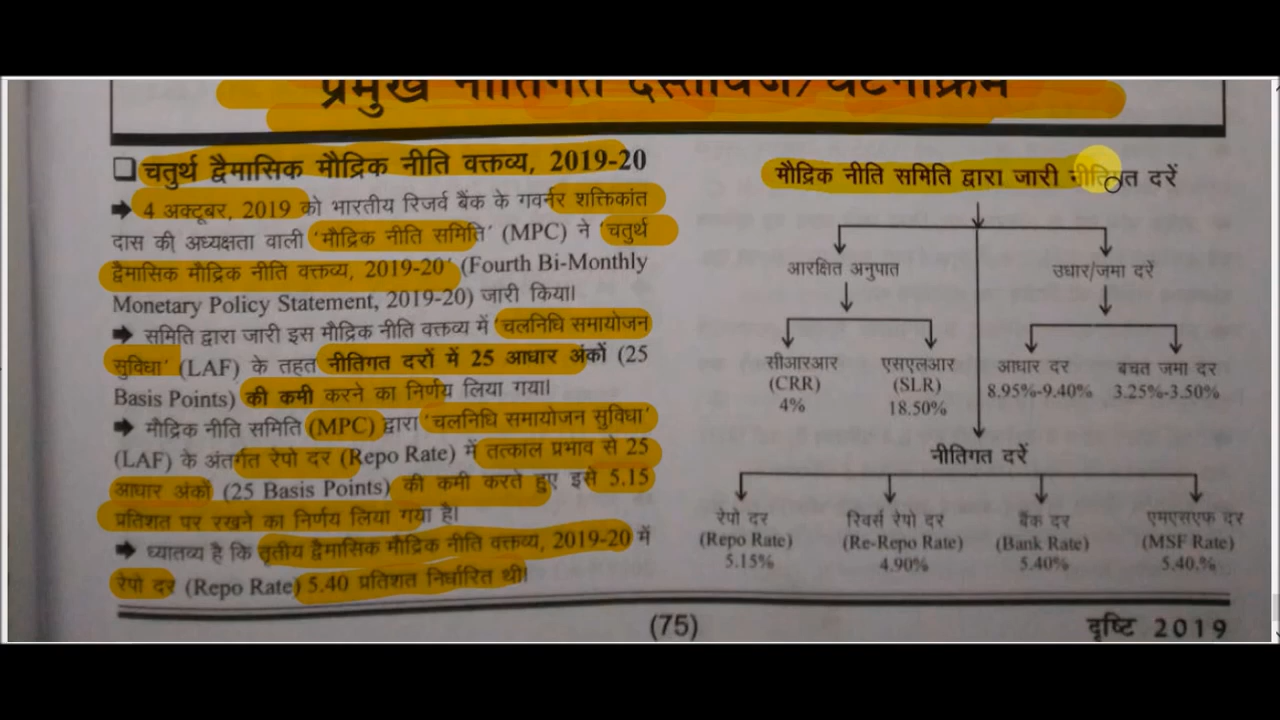 प्रमुख नीतिगत दस्तावेज/घटनाक्रम
❑ चतुर्थ द्वैमासिक मौद्रिक नीति वक्तव्य, 2019-20
➡ 4 अक्टूबर, 2019 को भारतीय रिजर्व बैंक के गवर्नर शक्तिकांत
दास की अध्यक्षता वाली 'मौद्रिक नीति समिति' (MPC) ने 'चतुर्थ
द्वैमासिक मौद्रिक नीति वक्तव्य, 2019-20' (Fourth Bi-Monthly
Monetary Policy Statement, 2019-20) जारी किया।
➡ समिति द्वारा जारी इस मौद्रिक नीति वक्तव्य में 'चलनिधि समायोजन
सुविधा' (LAF) के तहत नीतिगत दरों में 25 आधार अंकों (25
Basis Points) की कमी करने का निर्णय लिया गया।
➡ मौद्रिक नीति समिति (MPC) द्वारा 'चलनिधि समायोजन सुविधा'
(LAF) के अंतर्गत रेपो दर (Repo Rate) में तत्काल प्रभाव से 25
आधार अंकों (25 Basis Points) की कमी करते हुए इसे 5.15
प्रतिशत पर रखने का निर्णय लिया गया है।
➡ ध्यातव्य है कि तृतीय द्वैमासिक मौद्रिक नीति वक्तव्य, 2019-20 में
रेपो दर (Repo Rate) 5.40 प्रतिशत निर्धारित थी।
मौद्रिक नीति समिति द्वारा जारी नीतिगत दरें
आरक्षित अनुपात उधार/जमा दरें
सीआरआर एसएलआर आधार दर बचत जमा दर
(CRR) (SLR) 8.95%-9.40% 3.25%-3.50%
4% 18.50%
नीतिगत दरें
रेपो दर रिवर्स रेपो दर बैंक दर एमएसएफ दर
(Repo Rate) (Re-Repo Rate) (Bank Rate) (MSF Rate)
5.15% 4.90% 5.40% 5.40.%
(75) दृष्टि 2019